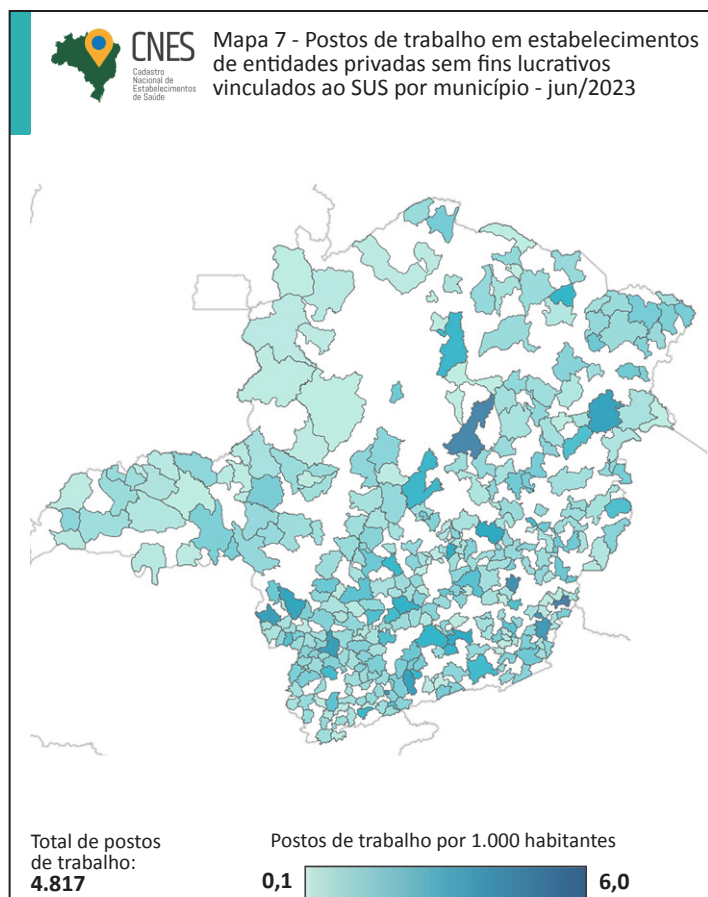 CNES
Cadastro
Nacional de
Estabelecimentos
de Saúde
Mapa 7 - Postos de trabalho em estabelecimentos
de entidades privadas sem fins lucrativos
vinculados ao SUS por município - jun/2023
Total de postos
de trabalho:
4.817
Postos de trabalho por 1.000 habitantes
0,1
6,0